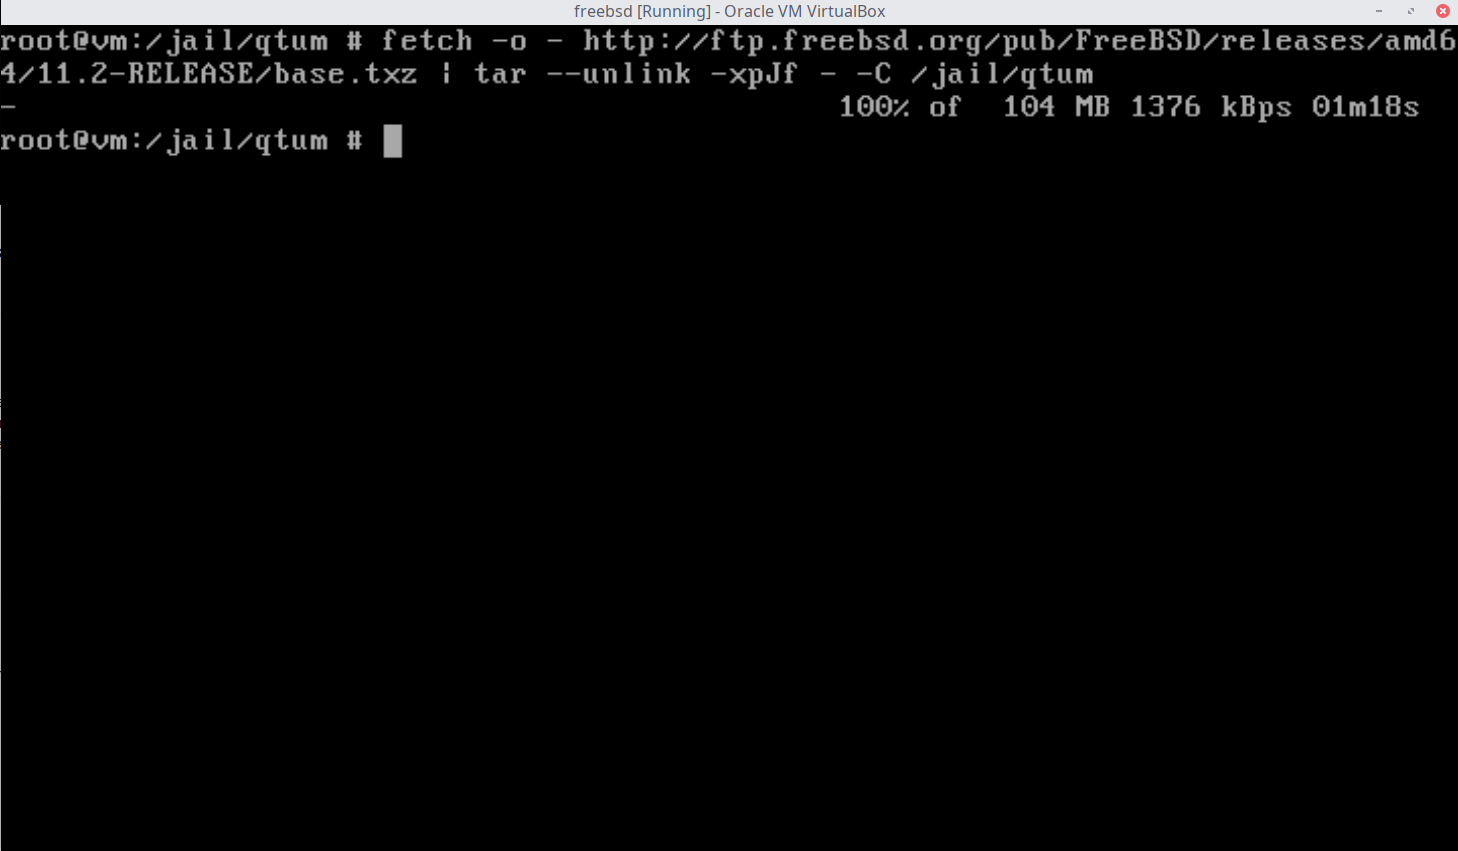 freebsd [Running] - Oracle VM VirtualBox
root@vm:/jail/qtum # fetch -o - http://ftp.freebsd.org/pub/FreeBSD/releases/amd6
4/11.2-RELEASE/base.txz | tar --unlink -xpJf - -C /jail/qtum
- 100% of 104 MB 1376 kBps 01m18s
root@vm:/jail/qtum #